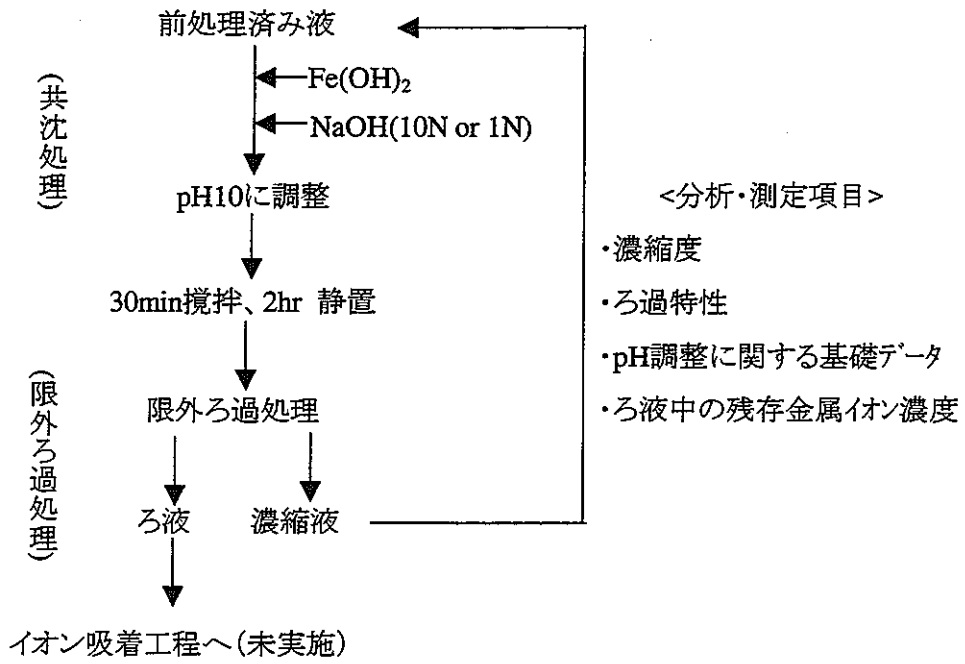 前処理済み液
Fe(OH)2
NaOH(10N or 1N)
(共沈処理)
pH10に調整
30min攪拌、2hr 静置
(限外ろ過処理)
限外ろ過処理
ろ液 濃縮液
イオン吸着工程へ(未実施)
<分析・測定項目>
・濃縮度
・ろ過特性
・pH調整に関する基礎データ
・ろ液中の残存金属イオン濃度